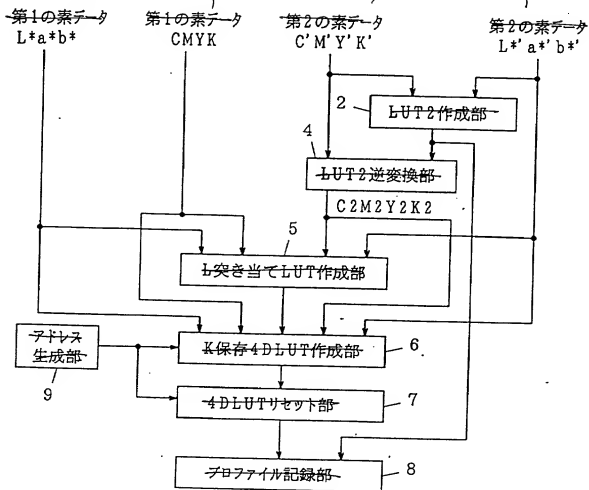 第1の素データ
L*a*b*
第1の素データ
CMYK
第2の素データ
C'M'Y'K'
第2の素データ
L*'a*'b*'
2
LUT2作成部
4
LUT2逆変換部
C2M2Y2K2
5
L突き当てLUT作成部
アドレス
生成部
9
K保存4DLUT作成部
6
4DLUTリセット部
7
プロファイル記録部
8